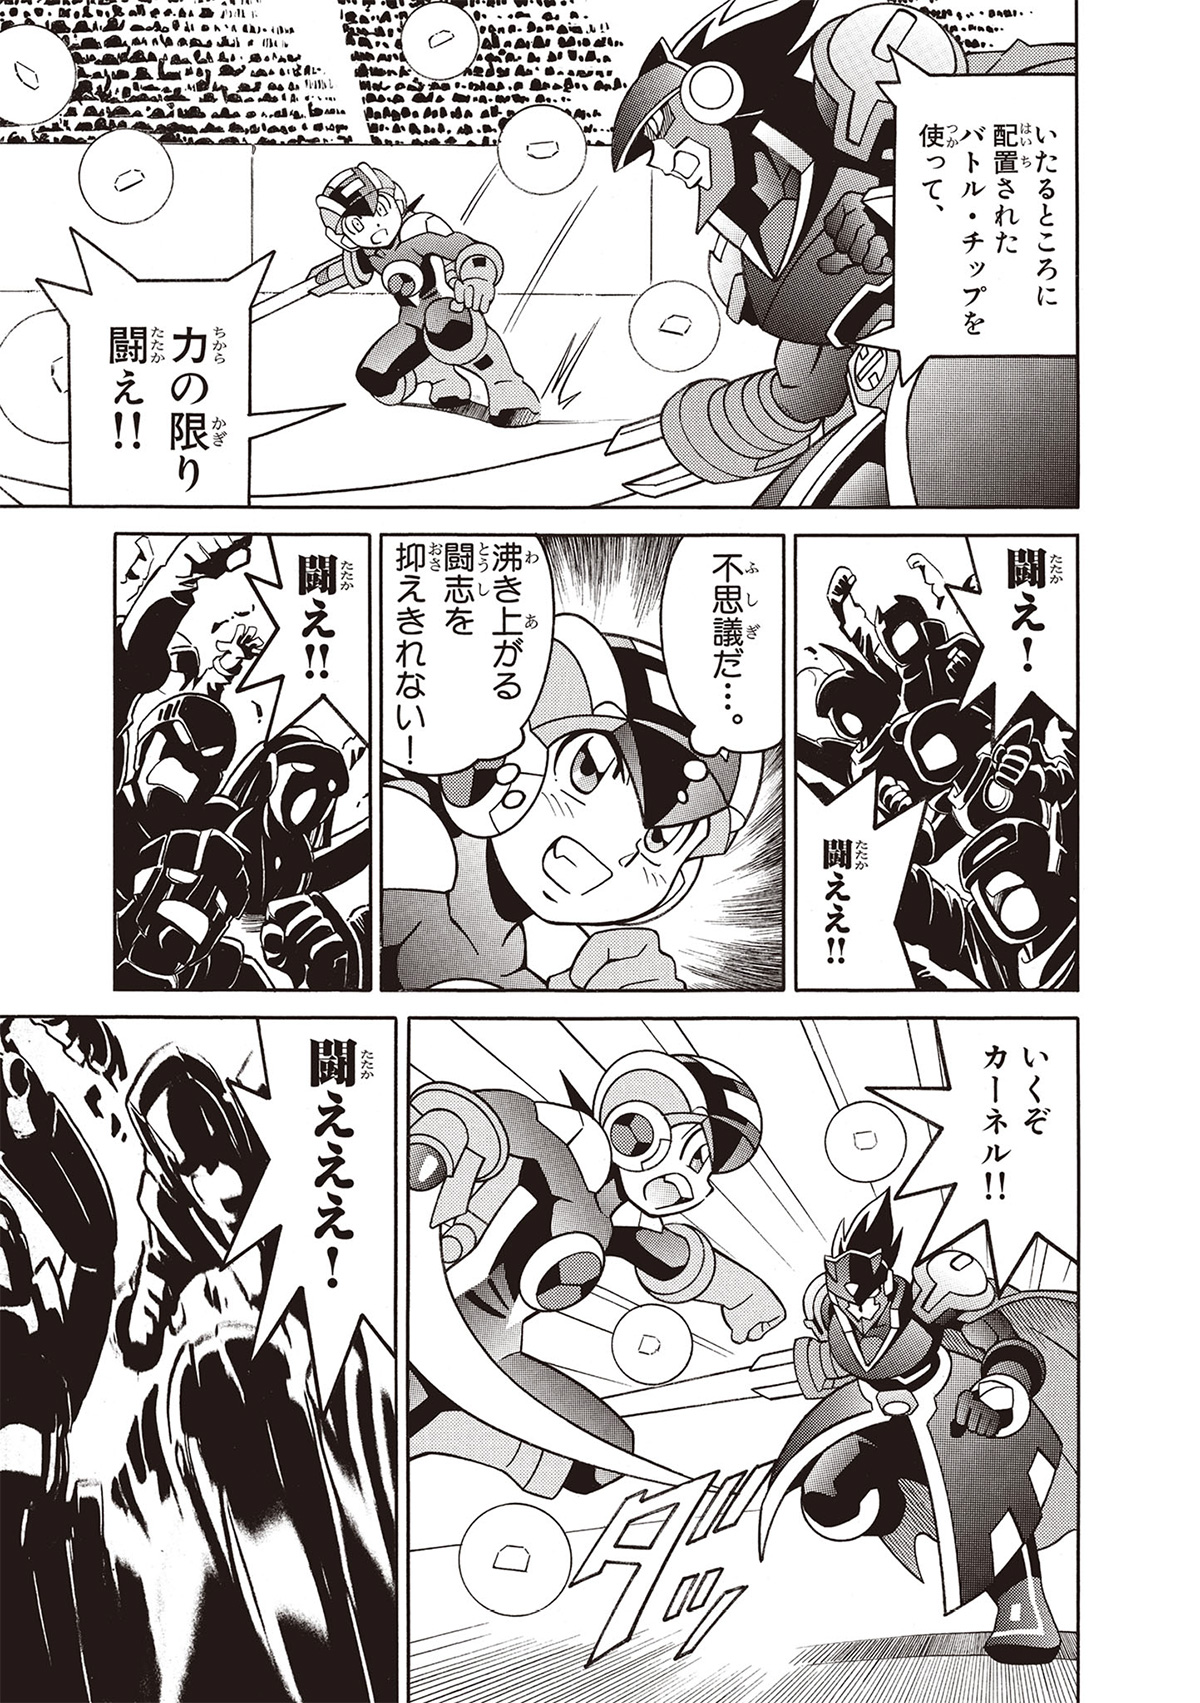 いたるところに
配置された
バトル・チップを
使って、
力の限り
闘え!!
闘え!
闘ええ!!
不思議だ…。
沸き上がる
闘志を
抑えきれない!
闘え!!
いくぞ
カーネル!!
ダダッ
闘えええ!